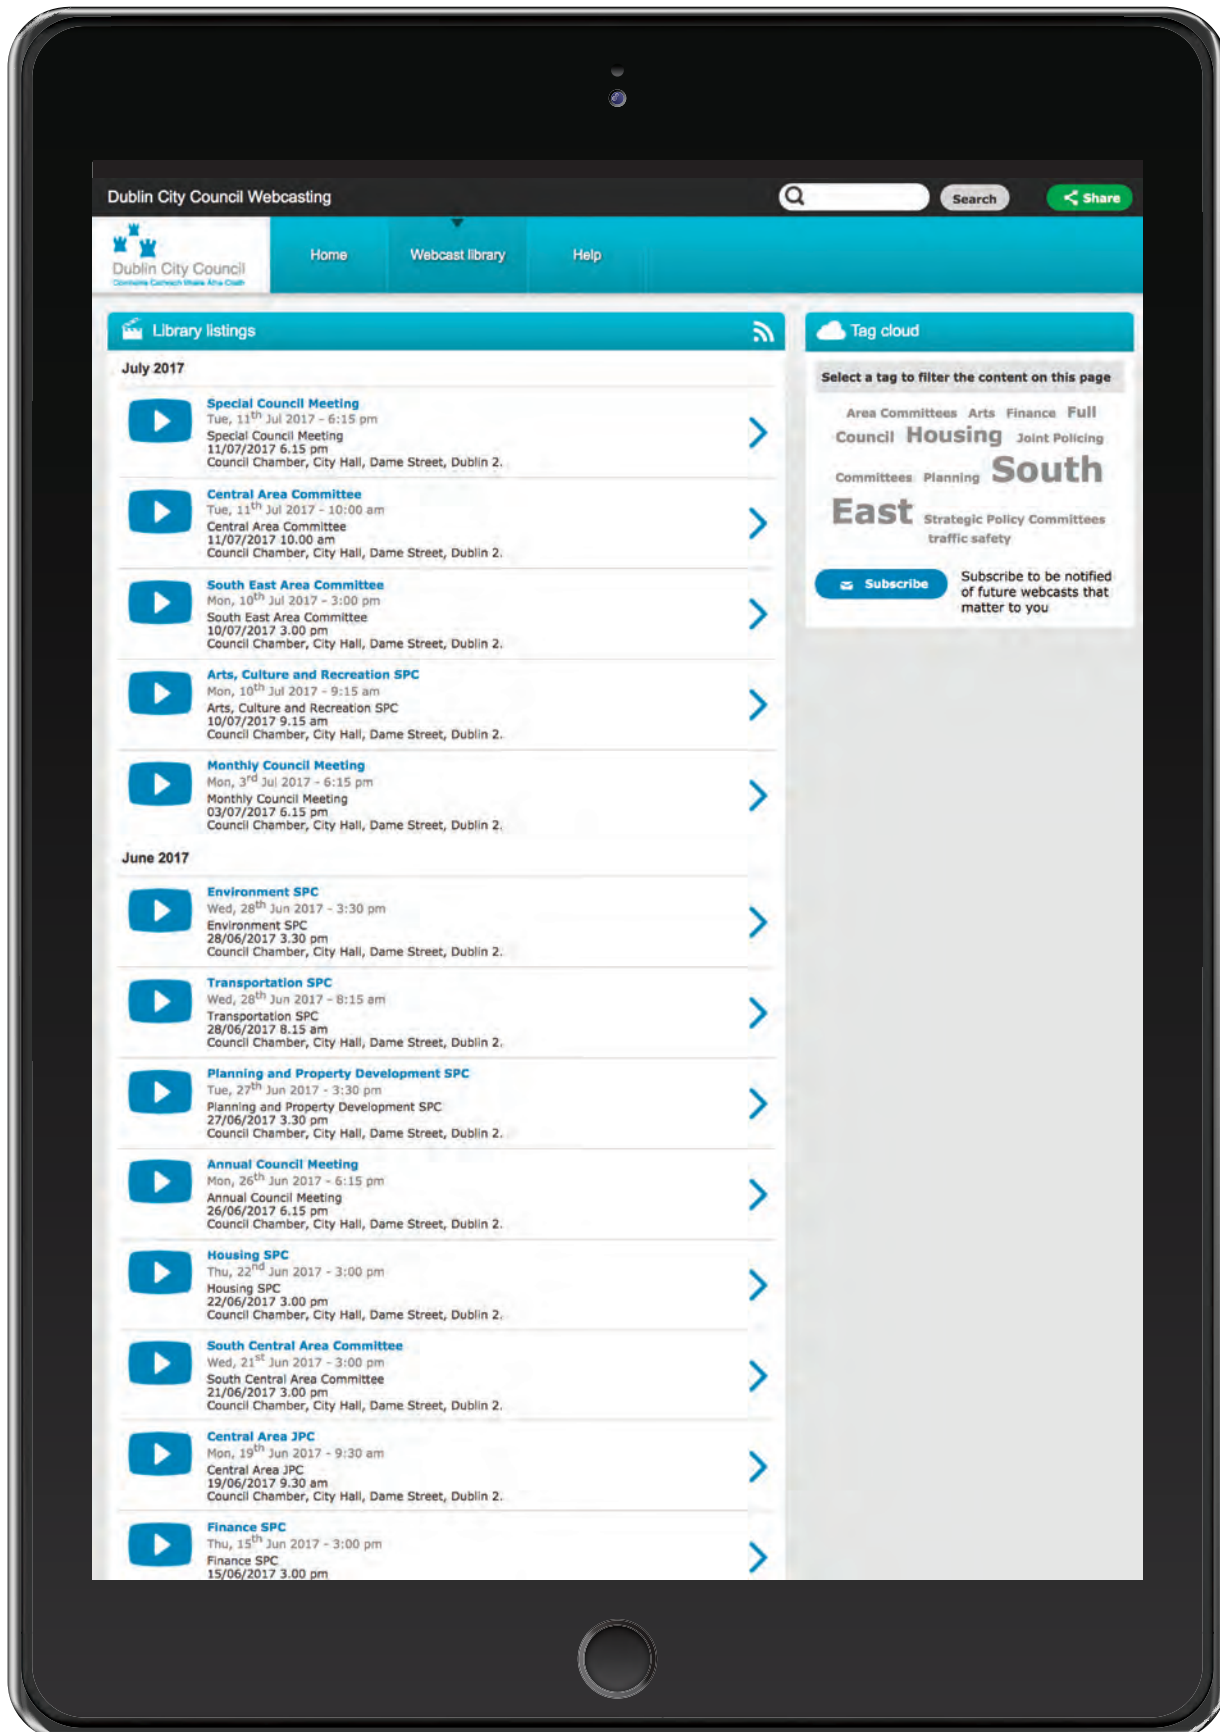 Dublin City Council Webcasting
Search
Share
Dublin City Council
Home
Webcast library
Help
Library listings
July 2017
Special Council Meeting
Tue, 11th Jul 2017 - 6:15 pm
Special Council Meeting
11/07/2017 6.15 pm
Council Chamber, City Hall, Dame Street, Dublin 2.
Central Area Committee
Tue, 11th Jul 2017 - 10:00 am
Central Area Committee
11/07/2017 10.00 am
Council Chamber, City Hall, Dame Street, Dublin 2.
South East Area Committee
Mon, 10th Jul 2017 - 3:00 pm
South East Area Committee
10/07/2017 3.00 pm
Council Chamber, City Hall, Dame Street, Dublin 2.
Arts, Culture and Recreation SPC
Mon, 10th Jul 2017 - 9:15 am
Arts, Culture and Recreation SPC
10/07/2017 9.15 am
Council Chamber, City Hall, Dame Street, Dublin 2.
Monthly Council Meeting
Mon, 3rd Jul 2017 - 6:15 pm
Monthly Council Meeting
03/07/2017 6.15 pm
Council Chamber, City Hall, Dame Street, Dublin 2.
June 2017
Environment SPC
Wed, 28th Jun 2017 - 3:30 pm
Environment SPC
28/06/2017 3.30 pm
Council Chamber, City Hall, Dame Street, Dublin 2.
Transportation SPC
Wed, 28th Jun 2017 - 8:15 am
Transportation SPC
28/06/2017 8.15 am
Council Chamber, City Hall, Dame Street, Dublin 2.
Planning and Property Development SPC
Tue, 27th Jun 2017 - 3:30 pm
Planning and Property Development SPC
27/06/2017 3.30 pm
Council Chamber, City Hall, Dame Street, Dublin 2.
Annual Council Meeting
Mon, 26th Jun 2017 - 6:15 pm
Annual Council Meeting
26/06/2017 6.15 pm
Council Chamber, City Hall, Dame Street, Dublin 2.
Housing SPC
Thu, 22nd Jun 2017 - 3:00 pm
Housing SPC
22/06/2017 3.00 pm
Council Chamber, City Hall, Dame Street, Dublin 2.
South Central Area Committee
Wed, 21st Jun 2017 - 3:00 pm
South Central Area Committee
21/06/2017 3.00 pm
Council Chamber, City Hall, Dame Street, Dublin 2.
Central Area JPC
Mon, 19th Jun 2017 - 9:30 am
Central Area JPC
19/06/2017 9.30 am
Council Chamber, City Hall, Dame Street, Dublin 2.
Finance SPC
Thu, 15th Jun 2017 - 3:00 pm
Finance SPC
15/06/2017 3.00 pm
Tag cloud
Select a tag to filter the content on this page
Area Committees Arts Finance Full
Council Housing Joint Policing
Committees Planning South
East Strategic Policy Committees
traffic safety
Subscribe
Subscribe to be notified
of future webcasts that
matter to you